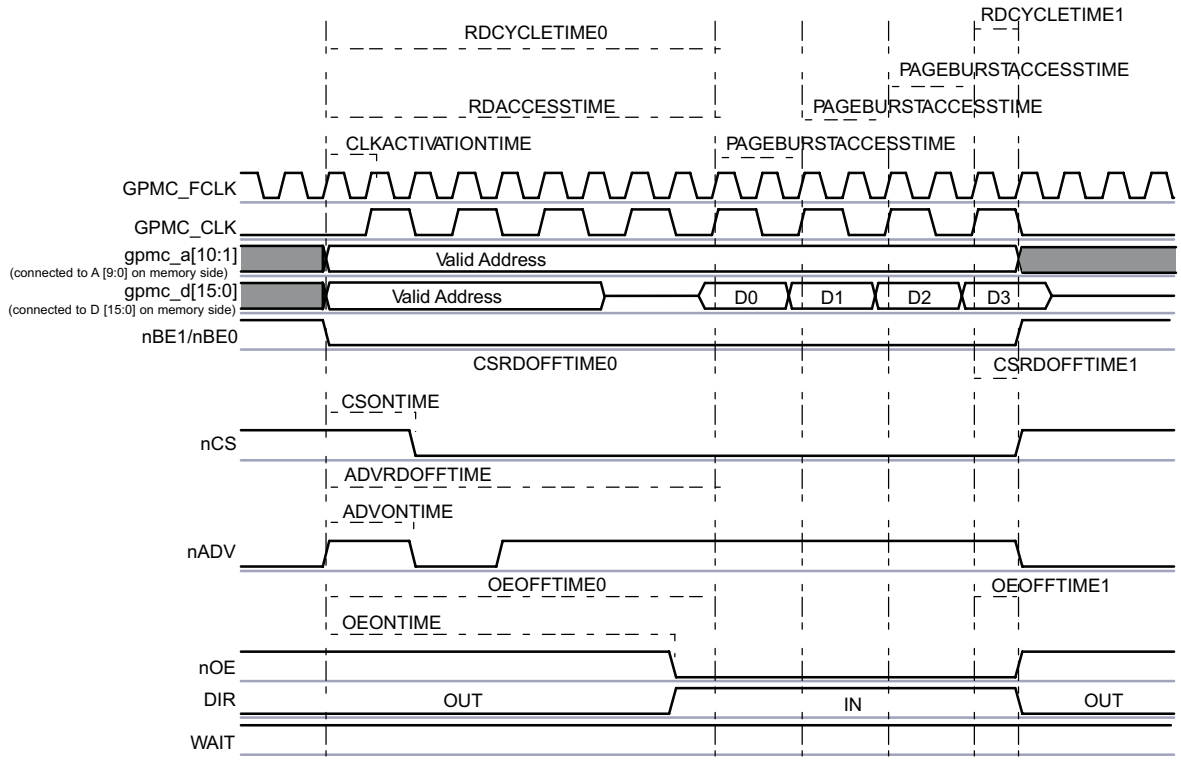 RDCYCLETIME1
RDCYCLETIME0
PAGEBURSTACCESSTIME
RDACCESSTIME
PAGEBURSTACCESSTIME
CLKACTIVATIONTIME
PAGEBURSTACCESSTIME
GPMC_FCLK
GPMC_CLK
gpmc_a[10:1]
Valid Address
(connected to A [9:0] on memory side)
gpmc_d[15:0]
Valid Address
D0
D1
D2
D3
(connected to D [15:0] on memory side)
nBE1/nBE0
CSRDOFFTIME0
CSRDOFFTIME1
CSONTIME
nCS
ADVRDOFFTIME
ADVONTIME
nADV
OEOFFTIME0
OEOFFTIME1
OEONTIME
nOE
DIR
OUT
IN
OUT
WAIT